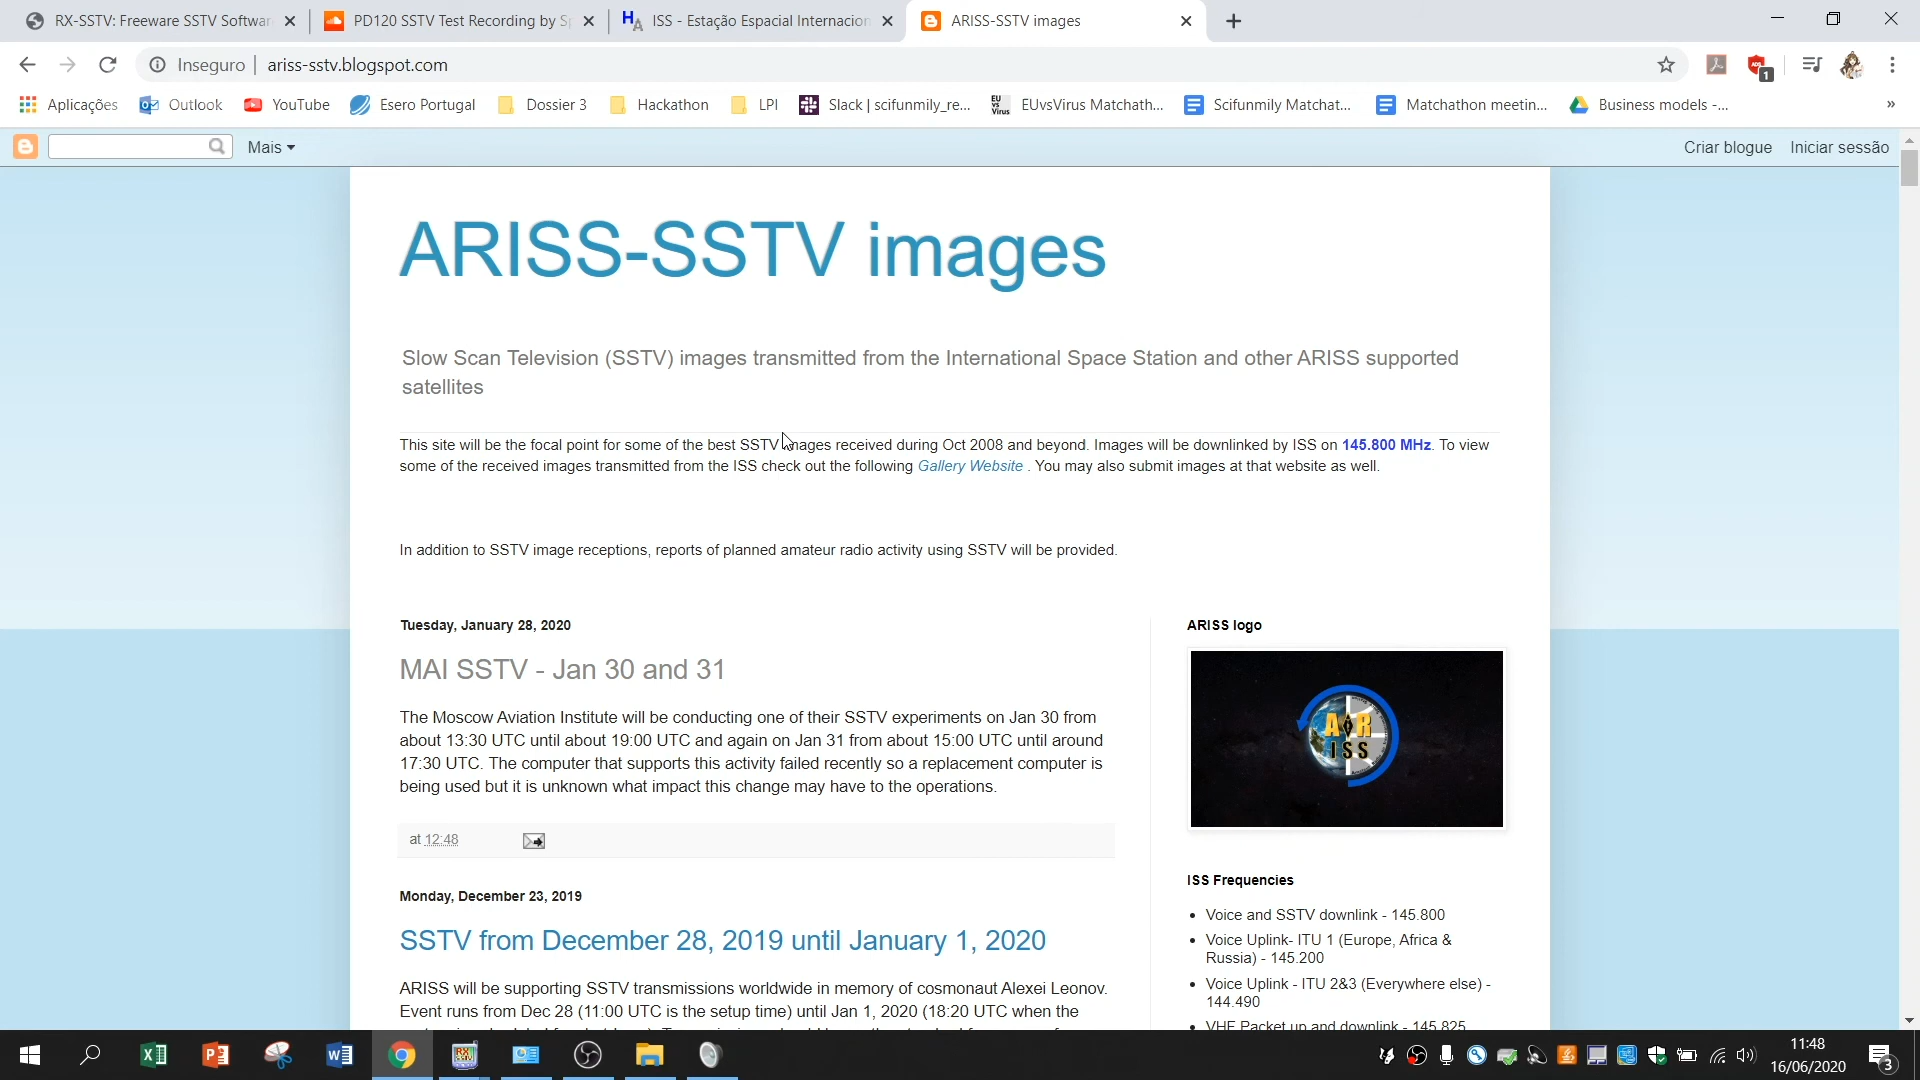 RX-SSTV: Freeware SSTV Softwar
PD120 SSTV Test Recording by Sp
ISS - Estação Espacial Internacion
ARISS-SSTV images
Inseguro
ariss-sstv.blogspot.com
1
Aplicações
Outlook
YouTube
Esero Portugal
Dossier 3
Hackathon
LPI
Slack | scifunmily_re...
EUvsVirus Matchath...
Scifunmily Matchat...
Matchathon meetin...
Business models -...
»
Mais
Criar blogue
Iniciar sessão
ARISS-SSTV images
Slow Scan Television (SSTV) images transmitted from the International Space Station and other ARISS supported
satellites
This site will be the focal point for some of the best SSTV images received during Oct 2008 and beyond. Images will be downlinked by ISS on 145.800 MHz. To view
some of the received images transmitted from the ISS check out the following Gallery Website . You may also submit images at that website as well.
In addition to SSTV image receptions, reports of planned amateur radio activity using SSTV will be provided.
Tuesday, January 28, 2020
MAI SSTV - Jan 30 and 31
The Moscow Aviation Institute will be conducting one of their SSTV experiments on Jan 30 from
about 13:30 UTC until about 19:00 UTC and again on Jan 31 from about 15:00 UTC until around
17:30 UTC. The computer that supports this activity failed recently so a replacement computer is
being used but it is unknown what impact this change may have to the operations.
at 12:48
Monday, December 23, 2019
SSTV from December 28, 2019 until January 1, 2020
ARISS will be supporting SSTV transmissions worldwide in memory of cosmonaut Alexei Leonov.
Event runs from Dec 28 (11:00 UTC is the setup time) until Jan 1, 2020 (18:20 UTC when the
ARISS logo
AR
ISS
ISS Frequencies
Voice and SSTV downlink - 145.800
Voice Uplink- ITU 1 (Europe, Africa &
Russia) - 145.200
Voice Uplink - ITU 2&3 (Everywhere else) -
144.490
VHF Packet up and downlink - 145.825
11:48
16/06/2020
3